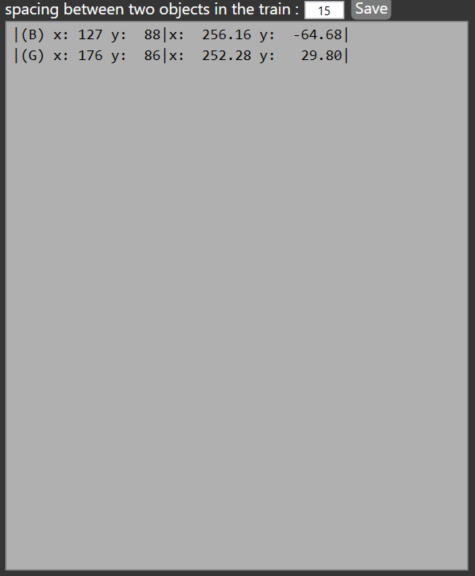 spacing between two objects in the train : 15 Save
|(B) x: 127 y:  88|x:  256.16 y:  -64.68|
|(G) x: 176 y:  86|x:  252.28 y:   29.80|